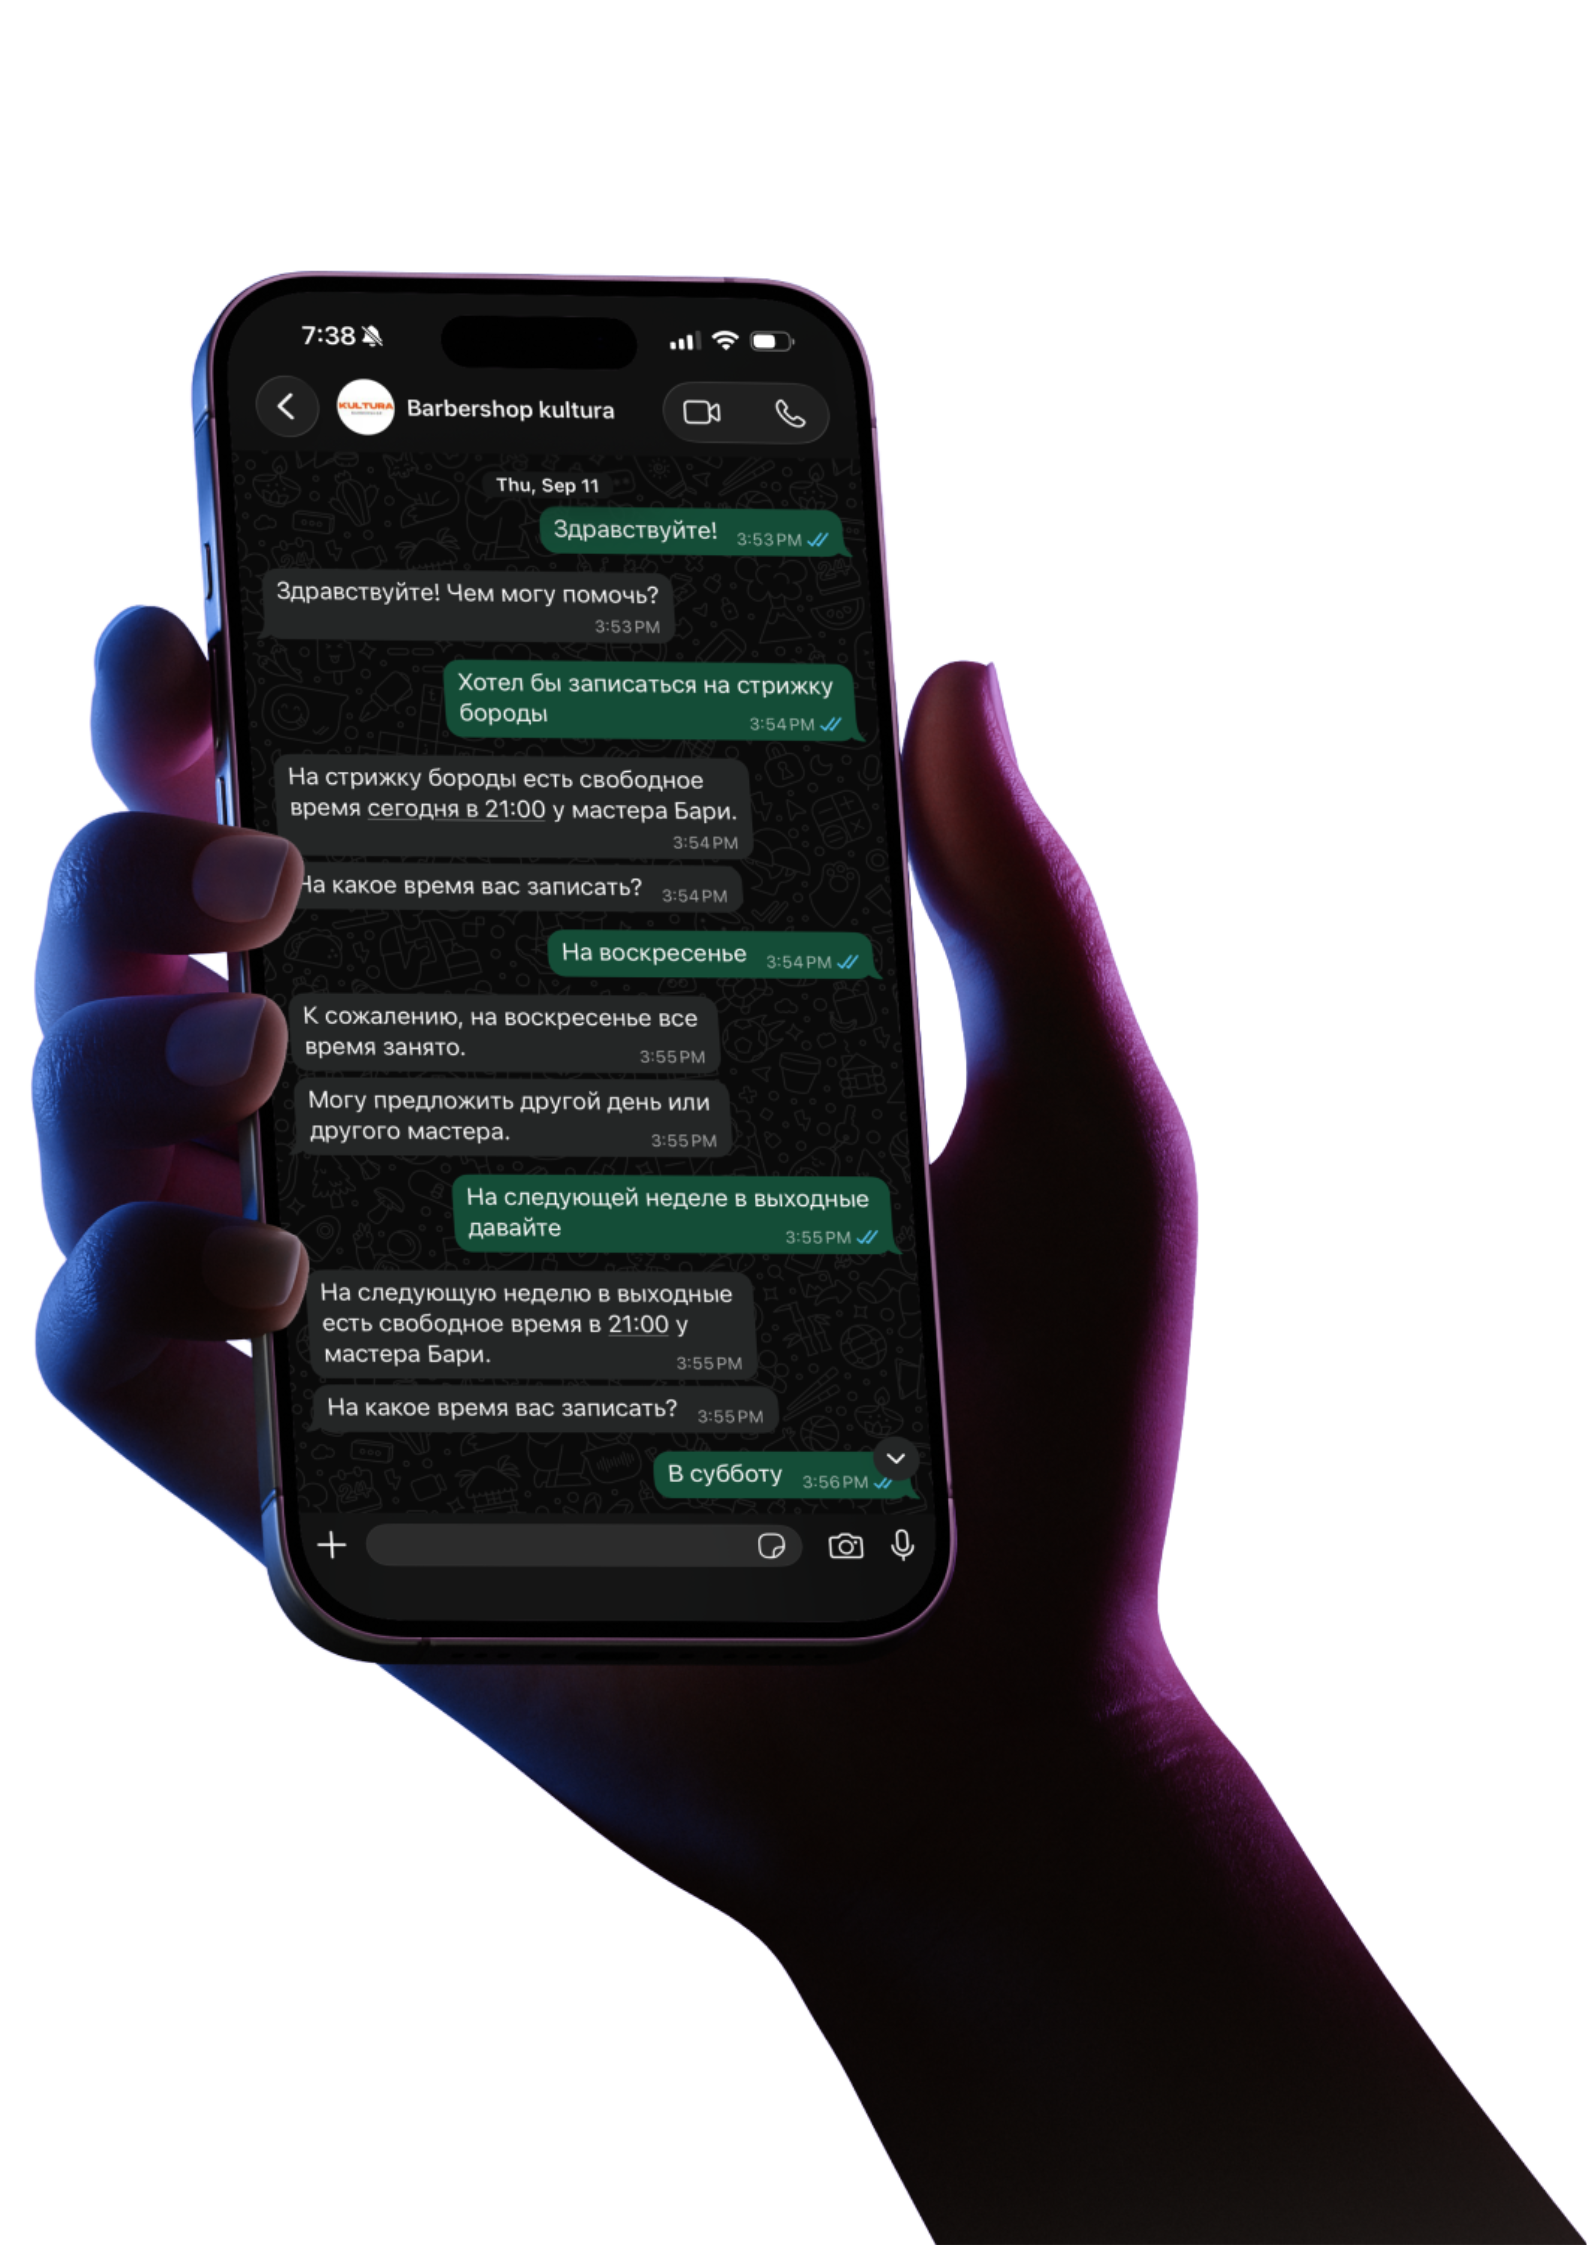 7:38
KULTURA
Barbershop kultura
Thu, Sep 11
Здравствуйте! 3:53 PM
Здравствуйте! Чем могу помочь?
3:53 PM
Хотел бы записаться на стрижку
бороды 3:54 PM
На стрижку бороды есть свободное
время сегодня в 21:00 у мастера Бари.
3:54 PM
На какое время вас записать? 3:54 PM
На воскресенье 3:54 PM
К сожалению, на воскресенье все
время занято. 3:55 PM
Могу предложить другой день или
другого мастера. 3:55 PM
На следующей неделе в выходные
давайте 3:55 PM
На следующую неделю в выходные
есть свободное время в 21:00 у
мастера Бари. 3:55 PM
На какое время вас записать? 3:55 PM
В субботу 3:56 PM